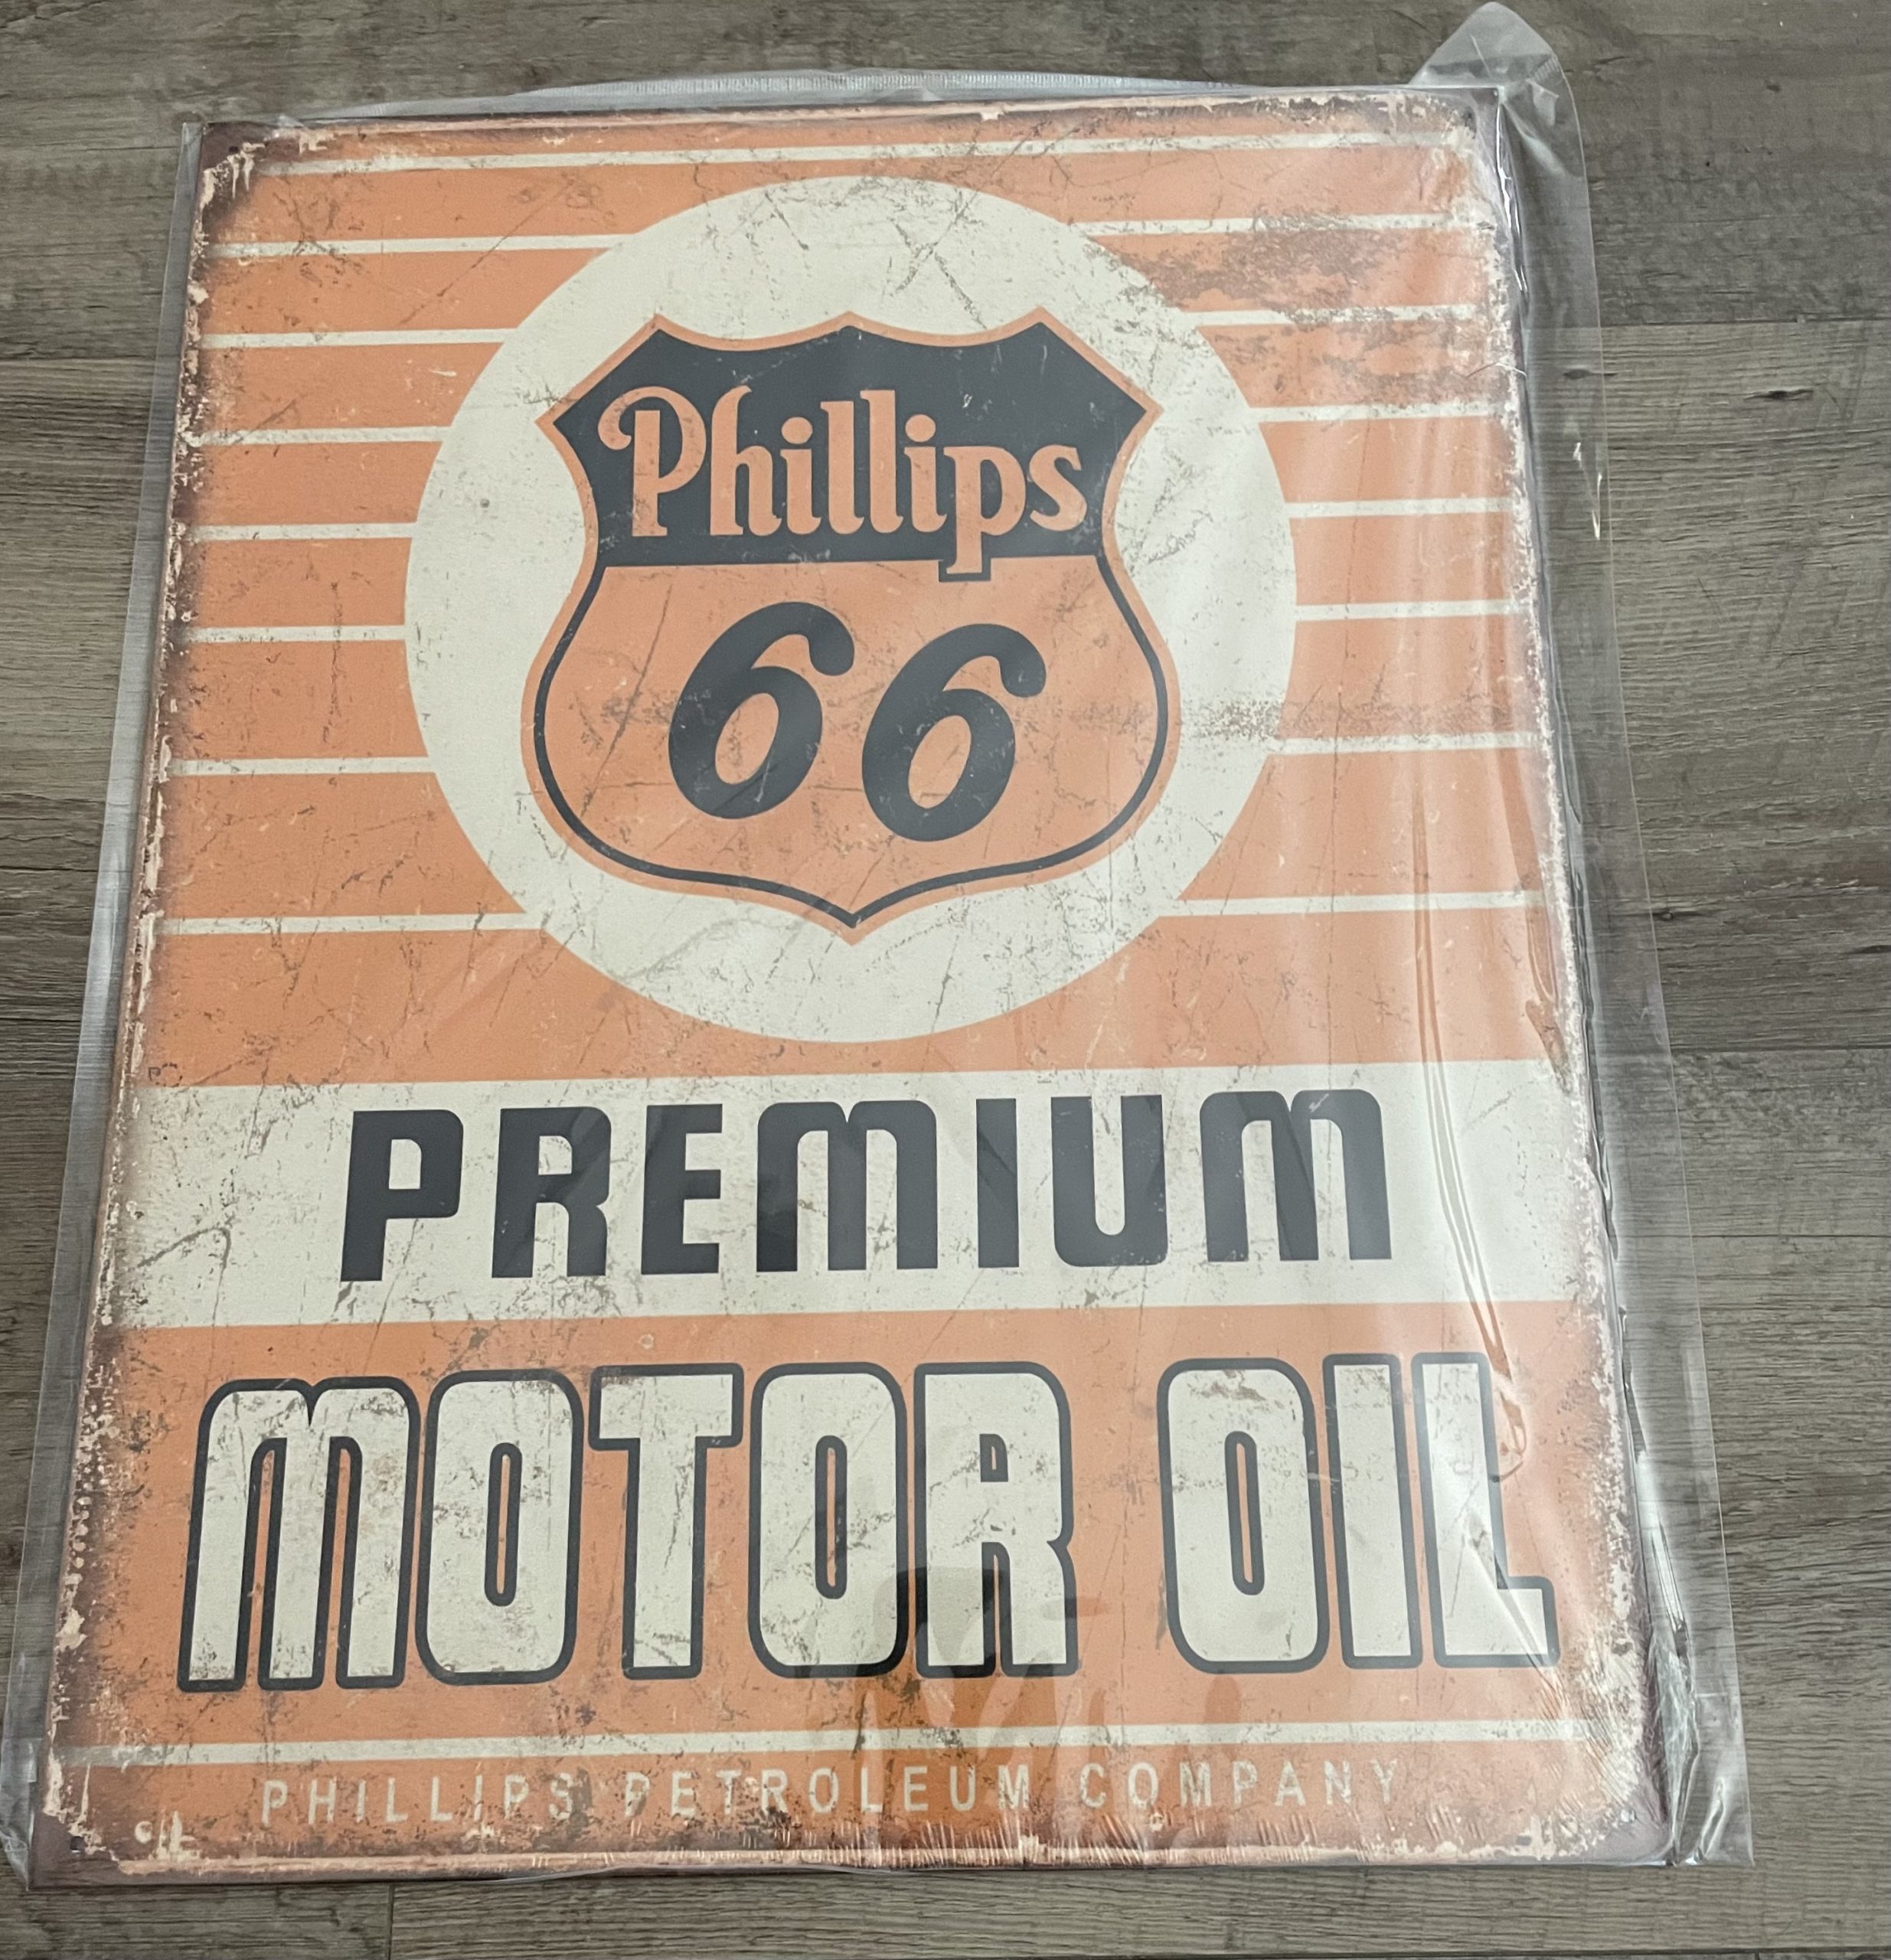 Phillips
66
PREMIUM
MOTOR OIL
PHILLIPS PETROLEUM COMPANY